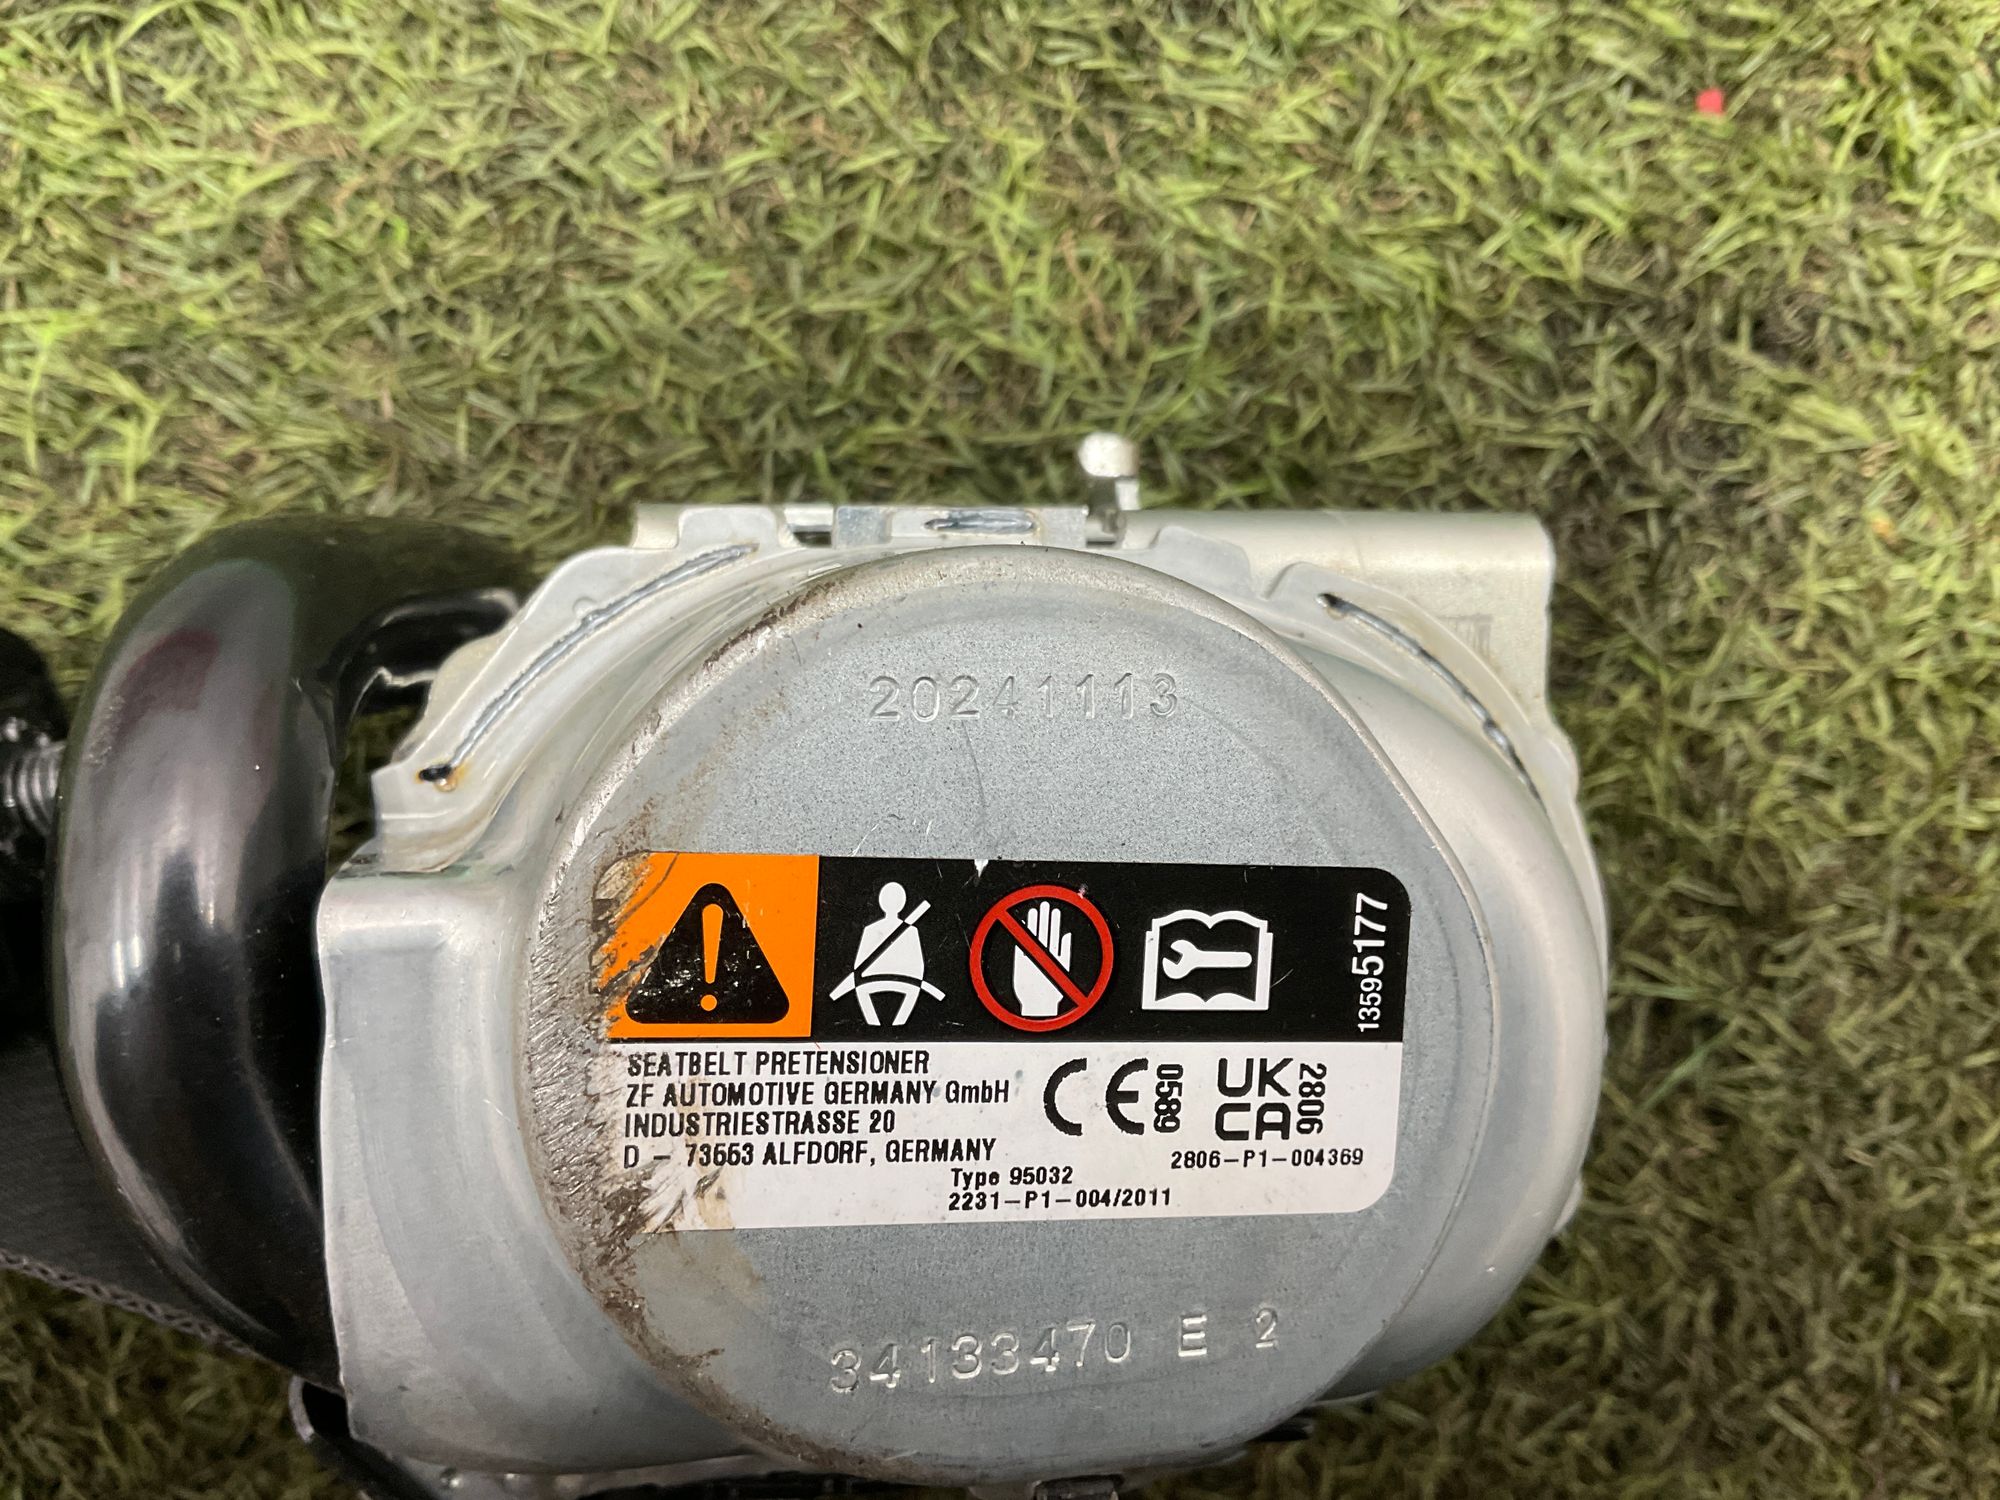 20241113
13595177
SEATBELT PRETENSIONER
ZF AUTOMOTIVE GERMANY GmbH
INDUSTRIESTRASSE 20
D – 73553 ALFDORF, GERMANY
Type 95032
2231–P1–004/2011
CE 0589
UK
CA 2806
2806–P1–004369
34133470 E 2